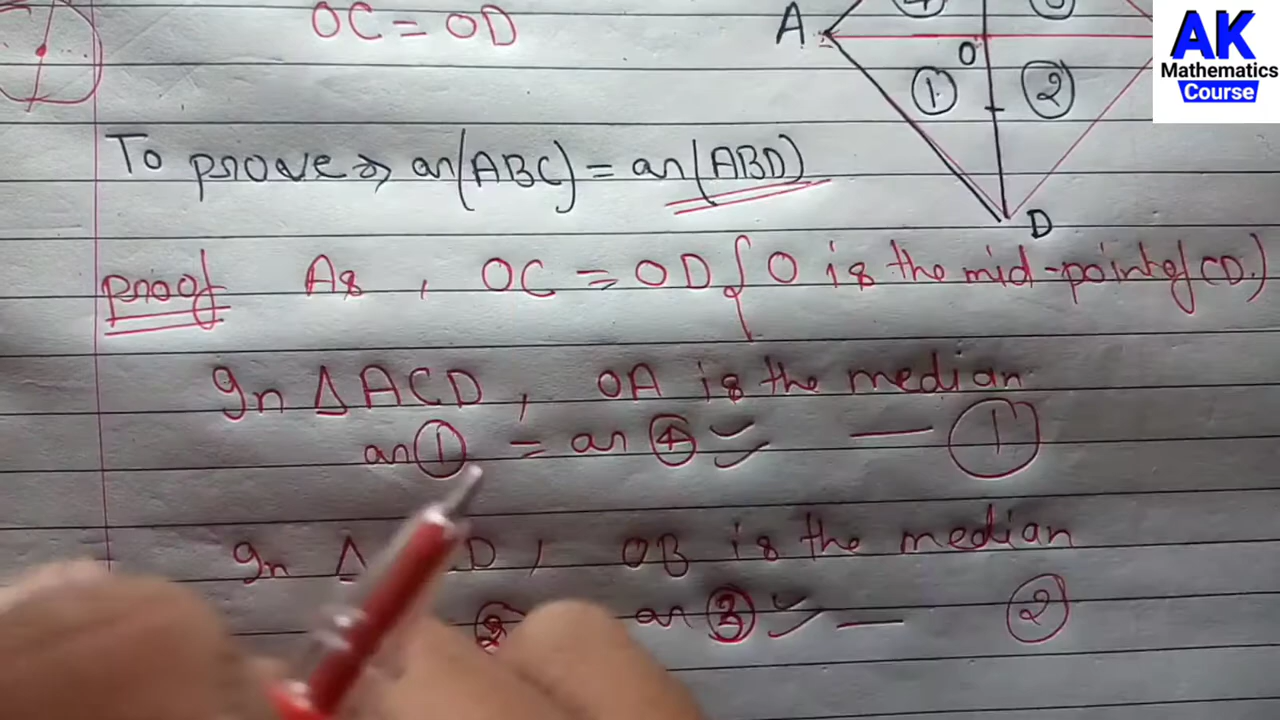 OC = OD
A
O
① ②
AK
Mathematics
Course
To prove ⇒ ar(ABC) = ar(ABD)
D
Proof As, OC = OD { O is the mid-point of CD.}
In ΔACD, OA is the median
ar ① = ar ④ — ①
In Δ D, OB is the median
② ar ③ — ②